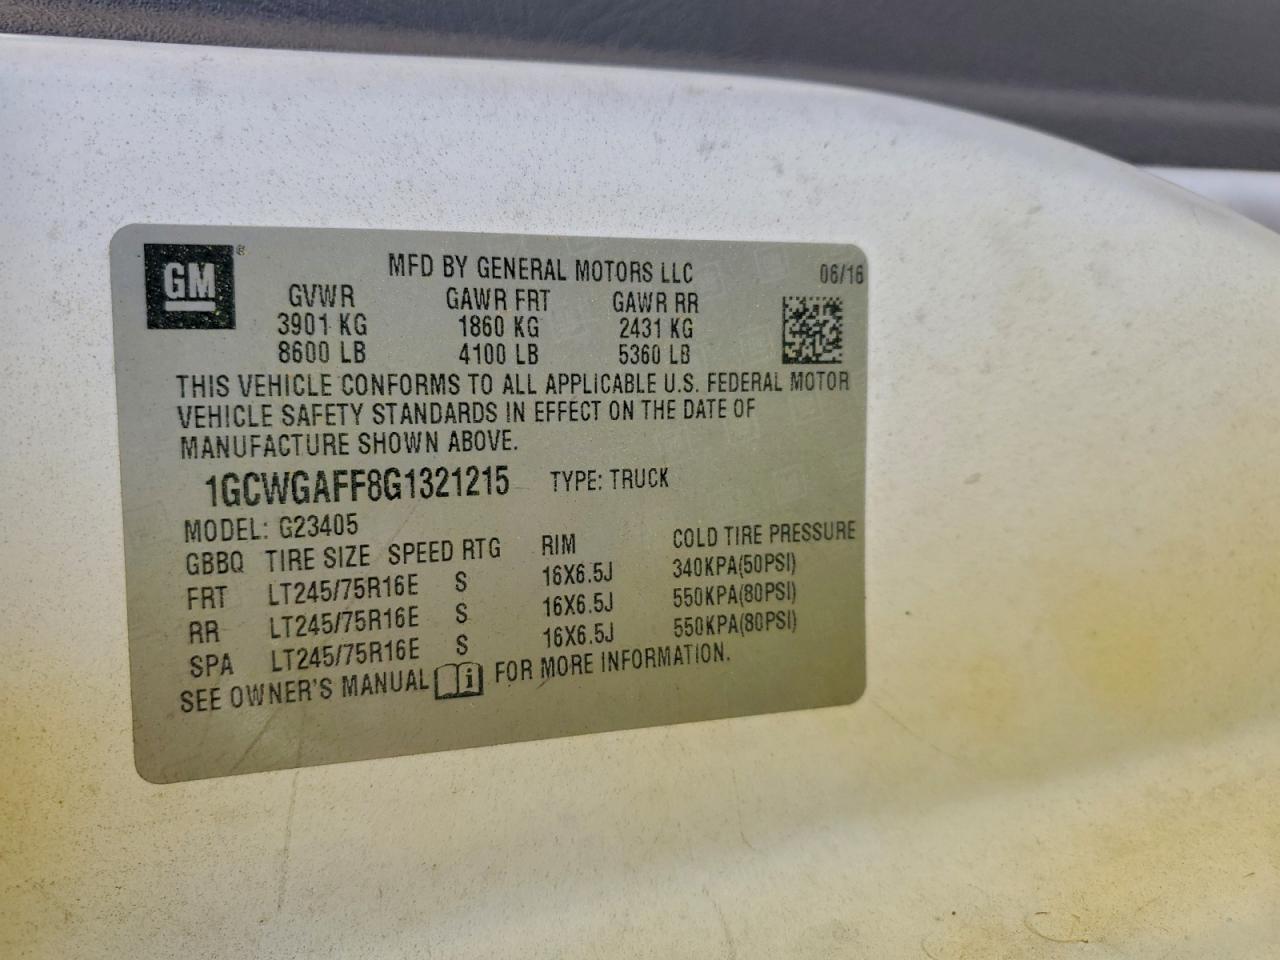 GM
MFD BY GENERAL MOTORS LLC 06/16
GVWR GAWR FRT GAWR RR
3901 KG 1860 KG 2431 KG
8600 LB 4100 LB 5360 LB
THIS VEHICLE CONFORMS TO ALL APPLICABLE U.S. FEDERAL MOTOR
VEHICLE SAFETY STANDARDS IN EFFECT ON THE DATE OF
MANUFACTURE SHOWN ABOVE.
1GCWGAFF8G1321215 TYPE: TRUCK
MODEL: G23405
GBBQ TIRE SIZE SPEED RTG RIM COLD TIRE PRESSURE
FRT LT245/75R16E S 16X6.5J 340KPA(50PSI)
RR LT245/75R16E S 16X6.5J 550KPA(80PSI)
SPA LT245/75R16E S 16X6.5J 550KPA(80PSI)
SEE OWNER'S MANUAL i FOR MORE INFORMATION.